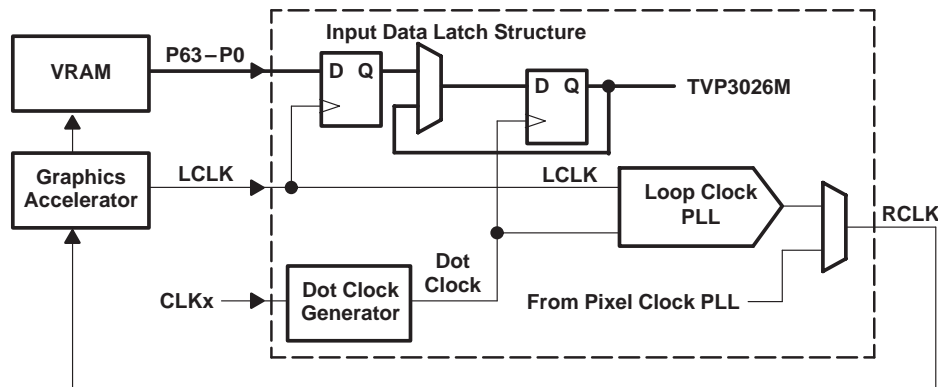 Input Data Latch Structure
VRAM
P63–P0
D Q
D Q
TVP3026M
Graphics
Accelerator
LCLK
LCLK
Loop Clock
PLL
RCLK
Dot
Clock
CLKx
Dot Clock
Generator
From Pixel Clock PLL